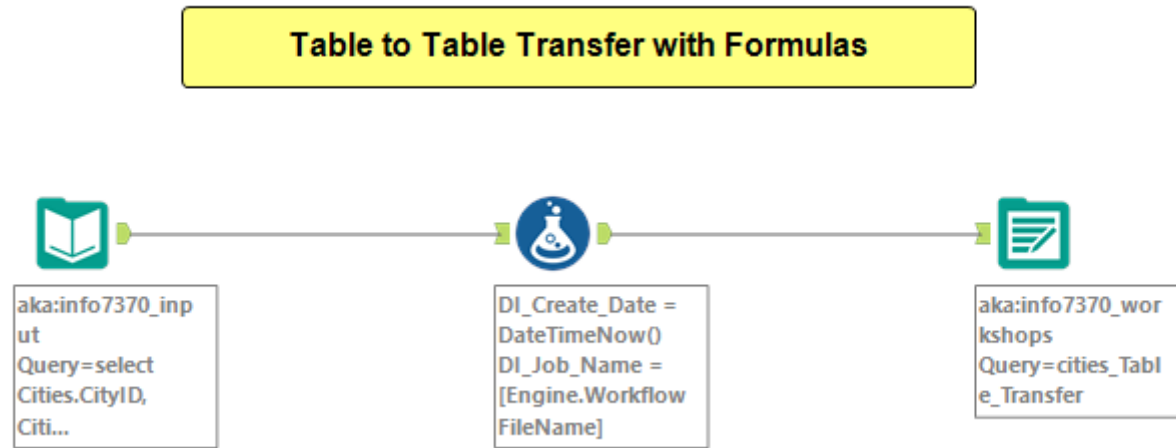 Table to Table Transfer with Formulas
aka:info7370_inp
ut
Query=select
Cities.CityID,
Citi...
DI_Create_Date =
DateTimeNow()
DI_Job_Name =
[Engine.Workflow
FileName]
aka:info7370_wor
kshops
Query=cities_Tabl
e_Transfer